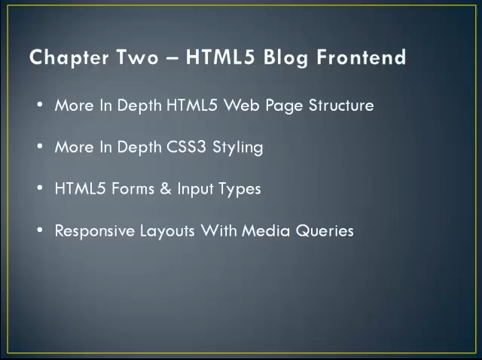 Chapter Two – HTML5 Blog Frontend
• More In Depth HTML5 Web Page Structure
• More In Depth CSS3 Styling
• HTML5 Forms & Input Types
• Responsive Layouts With Media Queries